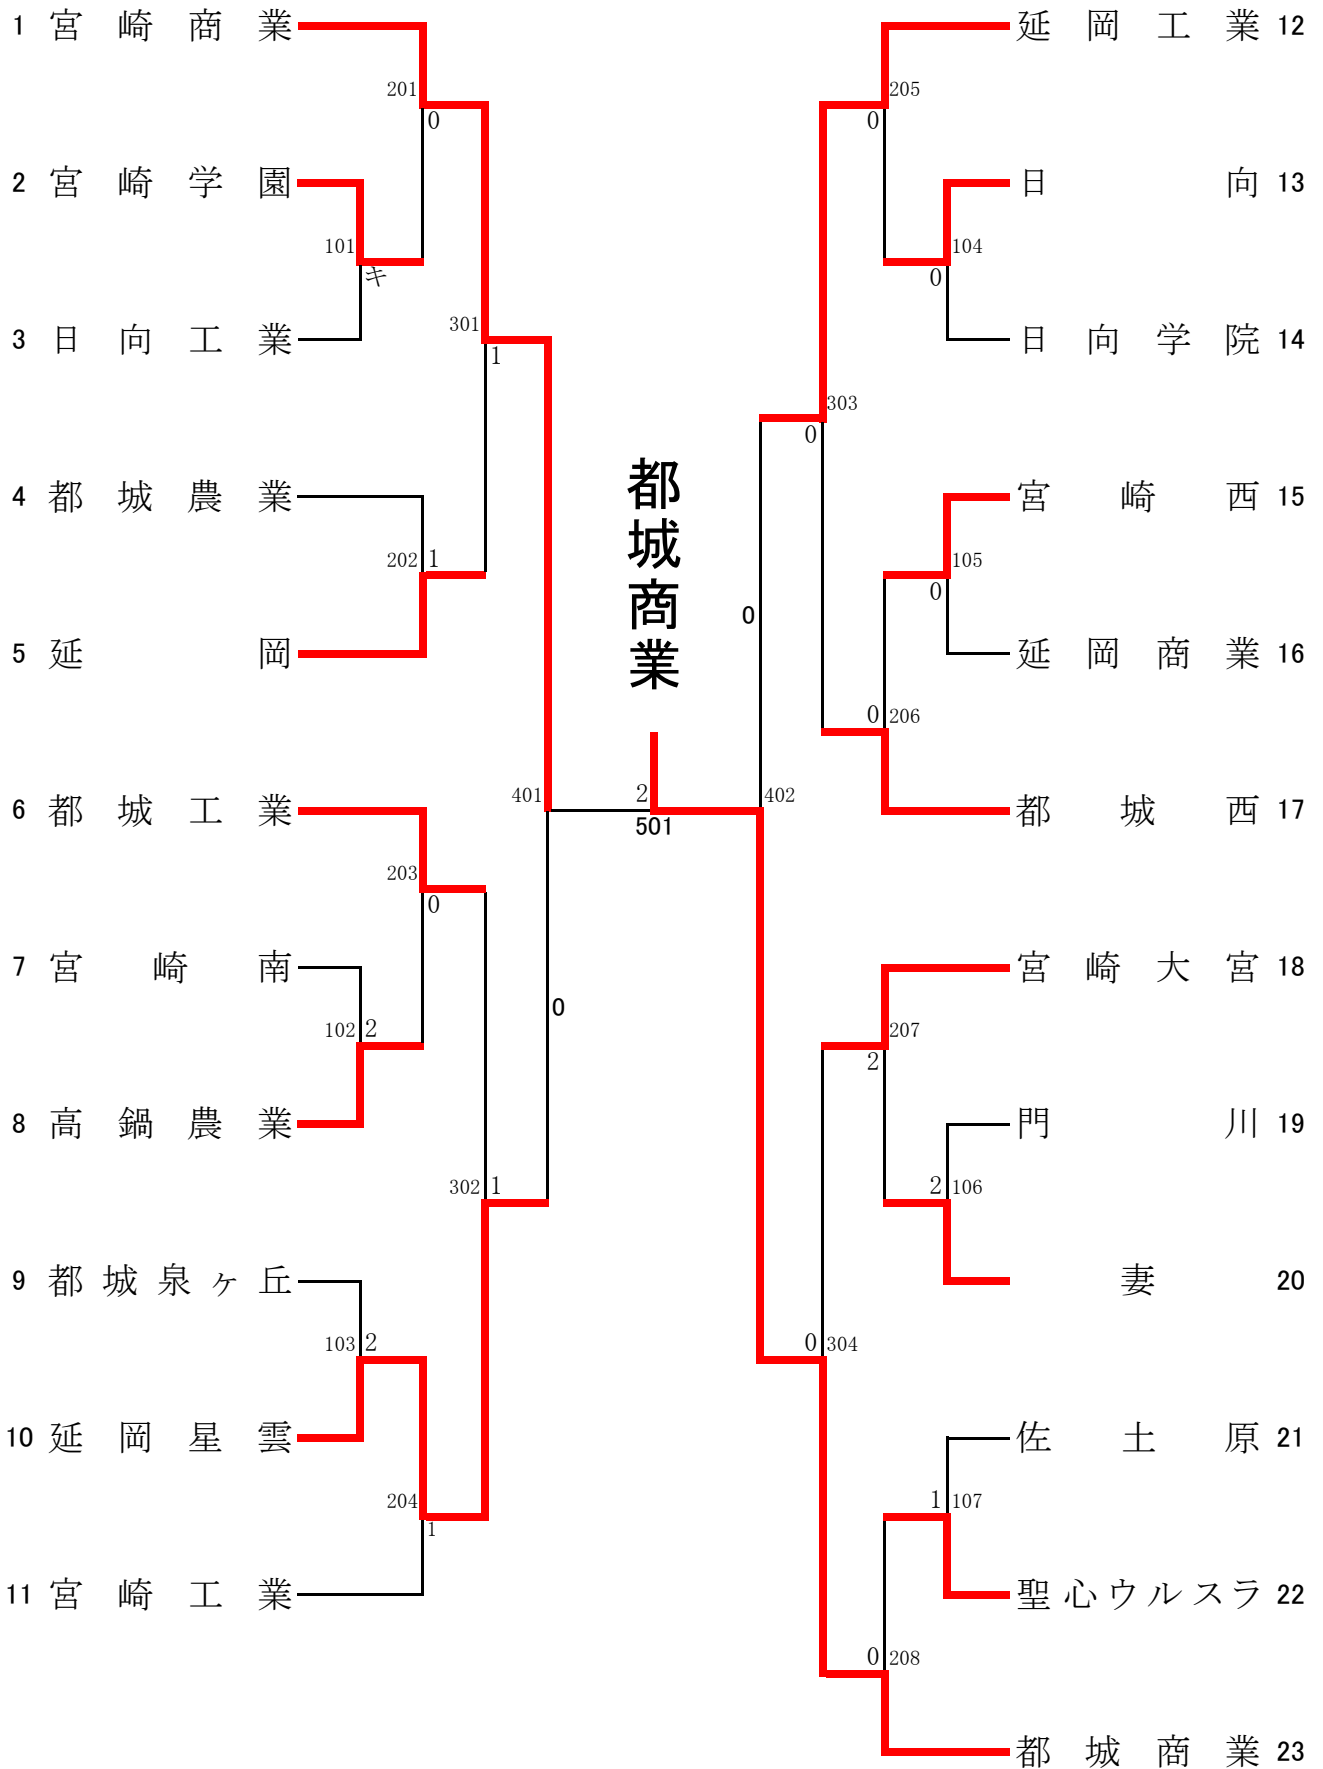 1 宮崎商業
201
0
2 宮崎学園
101
キ
3 日向工業
301
1
4 都城農業
202 1
5 延岡
6 都城工業
401
203
0
7 宮崎南
102 2
8 高鍋農業
0
302 1
9 都城泉ヶ丘
103 2
10 延岡星雲
204
1
11 宮崎工業
都城商業
2
501
延岡工業 12
205
0
日向 13
104
0
日向学院 14
303
0
宮崎西 15
105
0
延岡商業 16
0
0 206
都城西 17
402
宮崎大宮 18
207
2
門川 19
2 106
妻 20
0 304
佐土原 21
1 107
聖心ウルスラ 22
0 208
都城商業 23